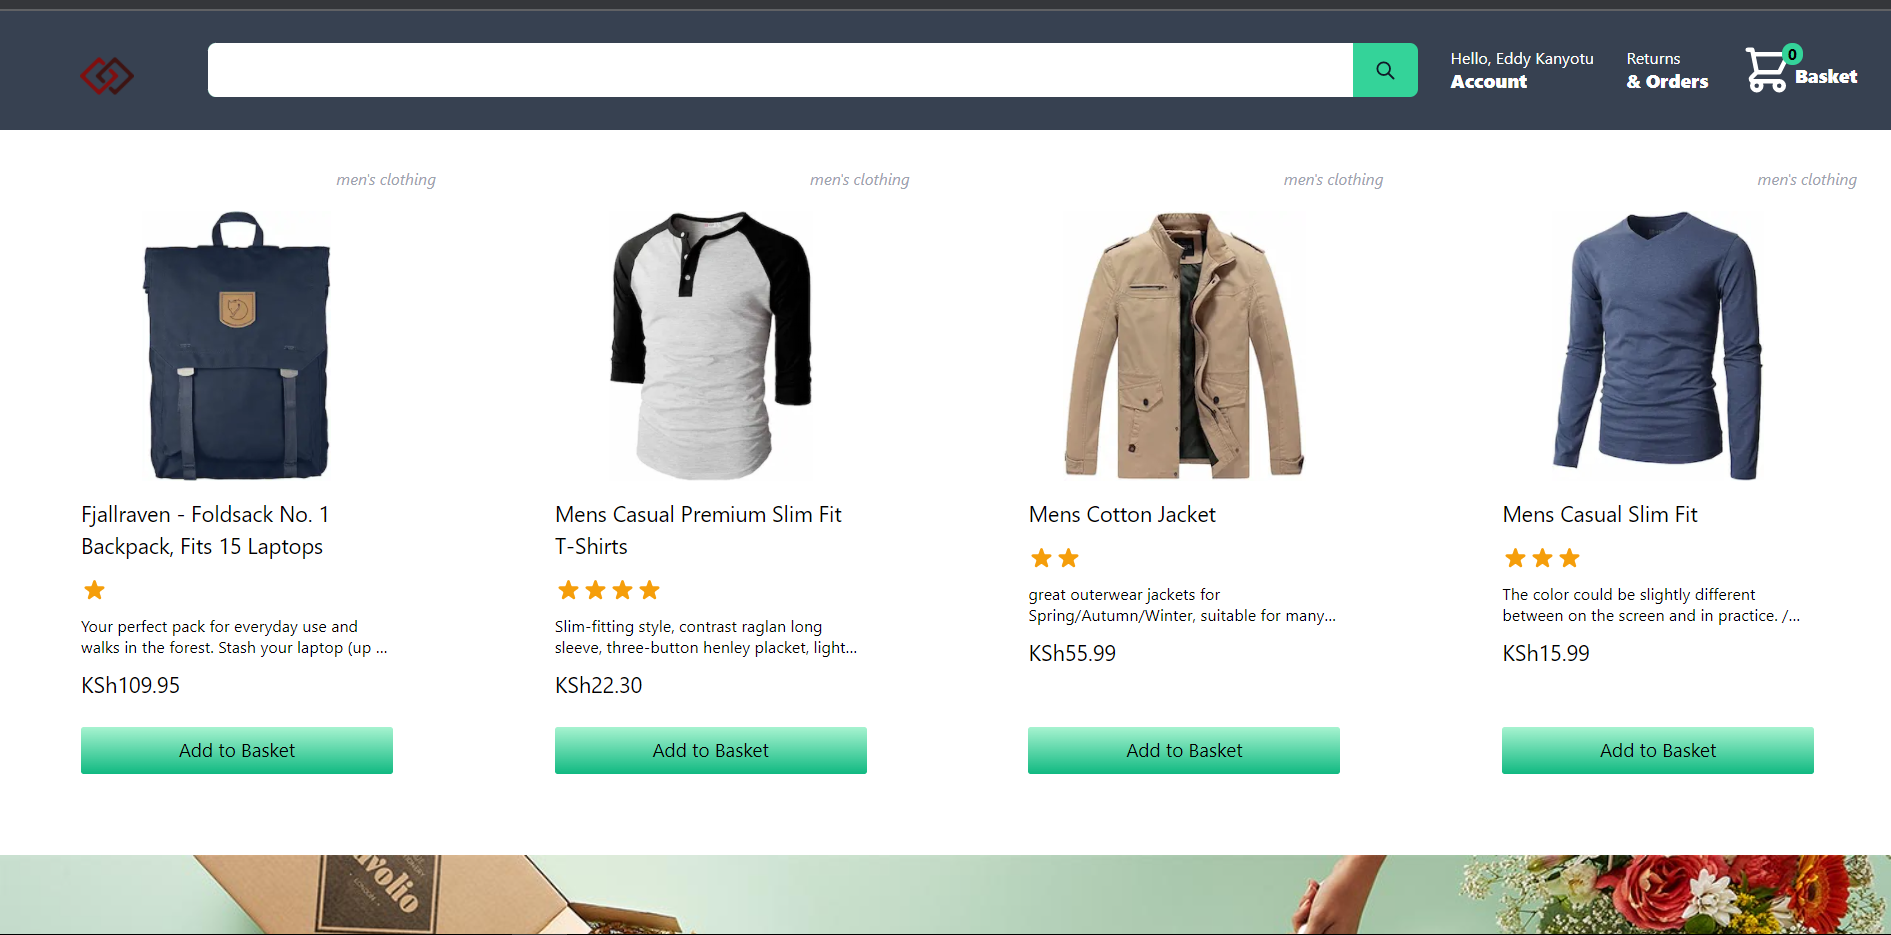 Hello, Eddy Kanyotu
Account
Returns
& Orders
0
Basket
men's clothing
men's clothing
men's clothing
men's clothing
Fjallraven - Foldsack No. 1
Backpack, Fits 15 Laptops
Your perfect pack for everyday use and
walks in the forest. Stash your laptop (up ...
KSh109.95
Add to Basket
Mens Casual Premium Slim Fit
T-Shirts
Slim-fitting style, contrast raglan long
sleeve, three-button henley placket, light...
KSh22.30
Add to Basket
Mens Cotton Jacket
great outerwear jackets for
Spring/Autumn/Winter, suitable for many...
KSh55.99
Add to Basket
Mens Casual Slim Fit
The color could be slightly different
between on the screen and in practice. /...
KSh15.99
Add to Basket
LONDON